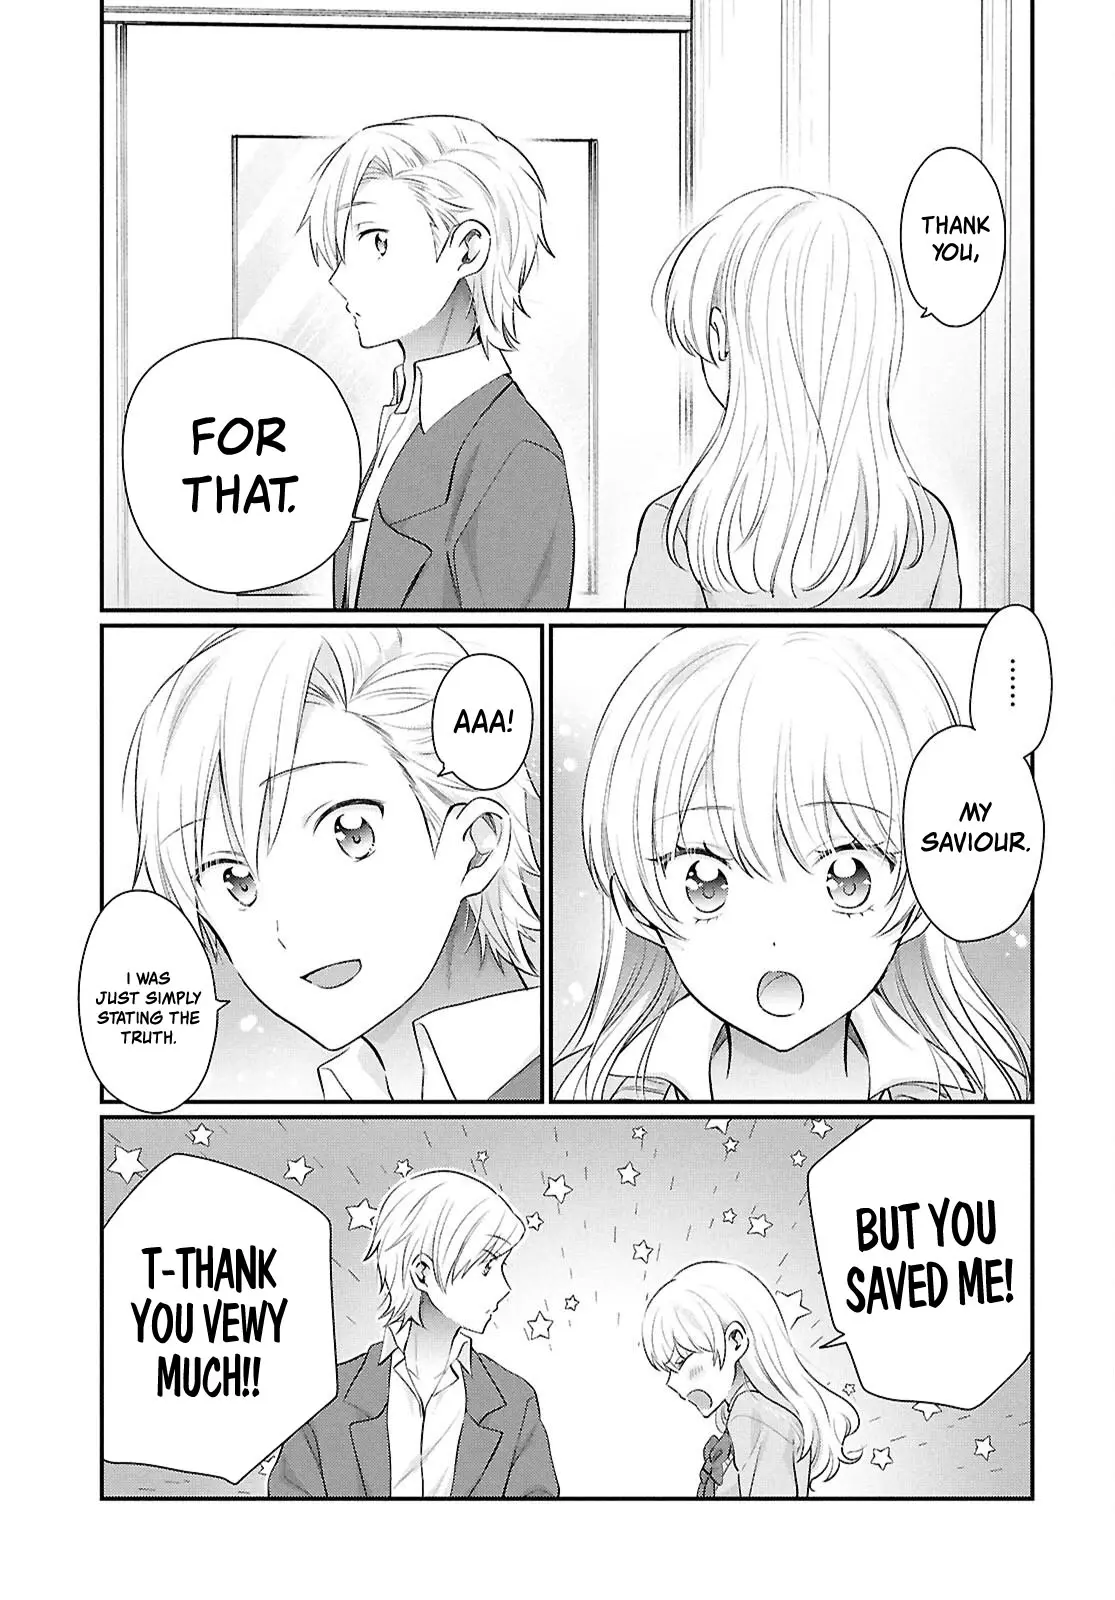 THANK
YOU,
FOR
THAT.
.......
MY
SAVIOUR.
AAA!
I WAS
JUST SIMPLY
STATING THE
TRUTH.
BUT YOU
SAVED ME!
T-THANK
YOU VEWY
MUCH!!